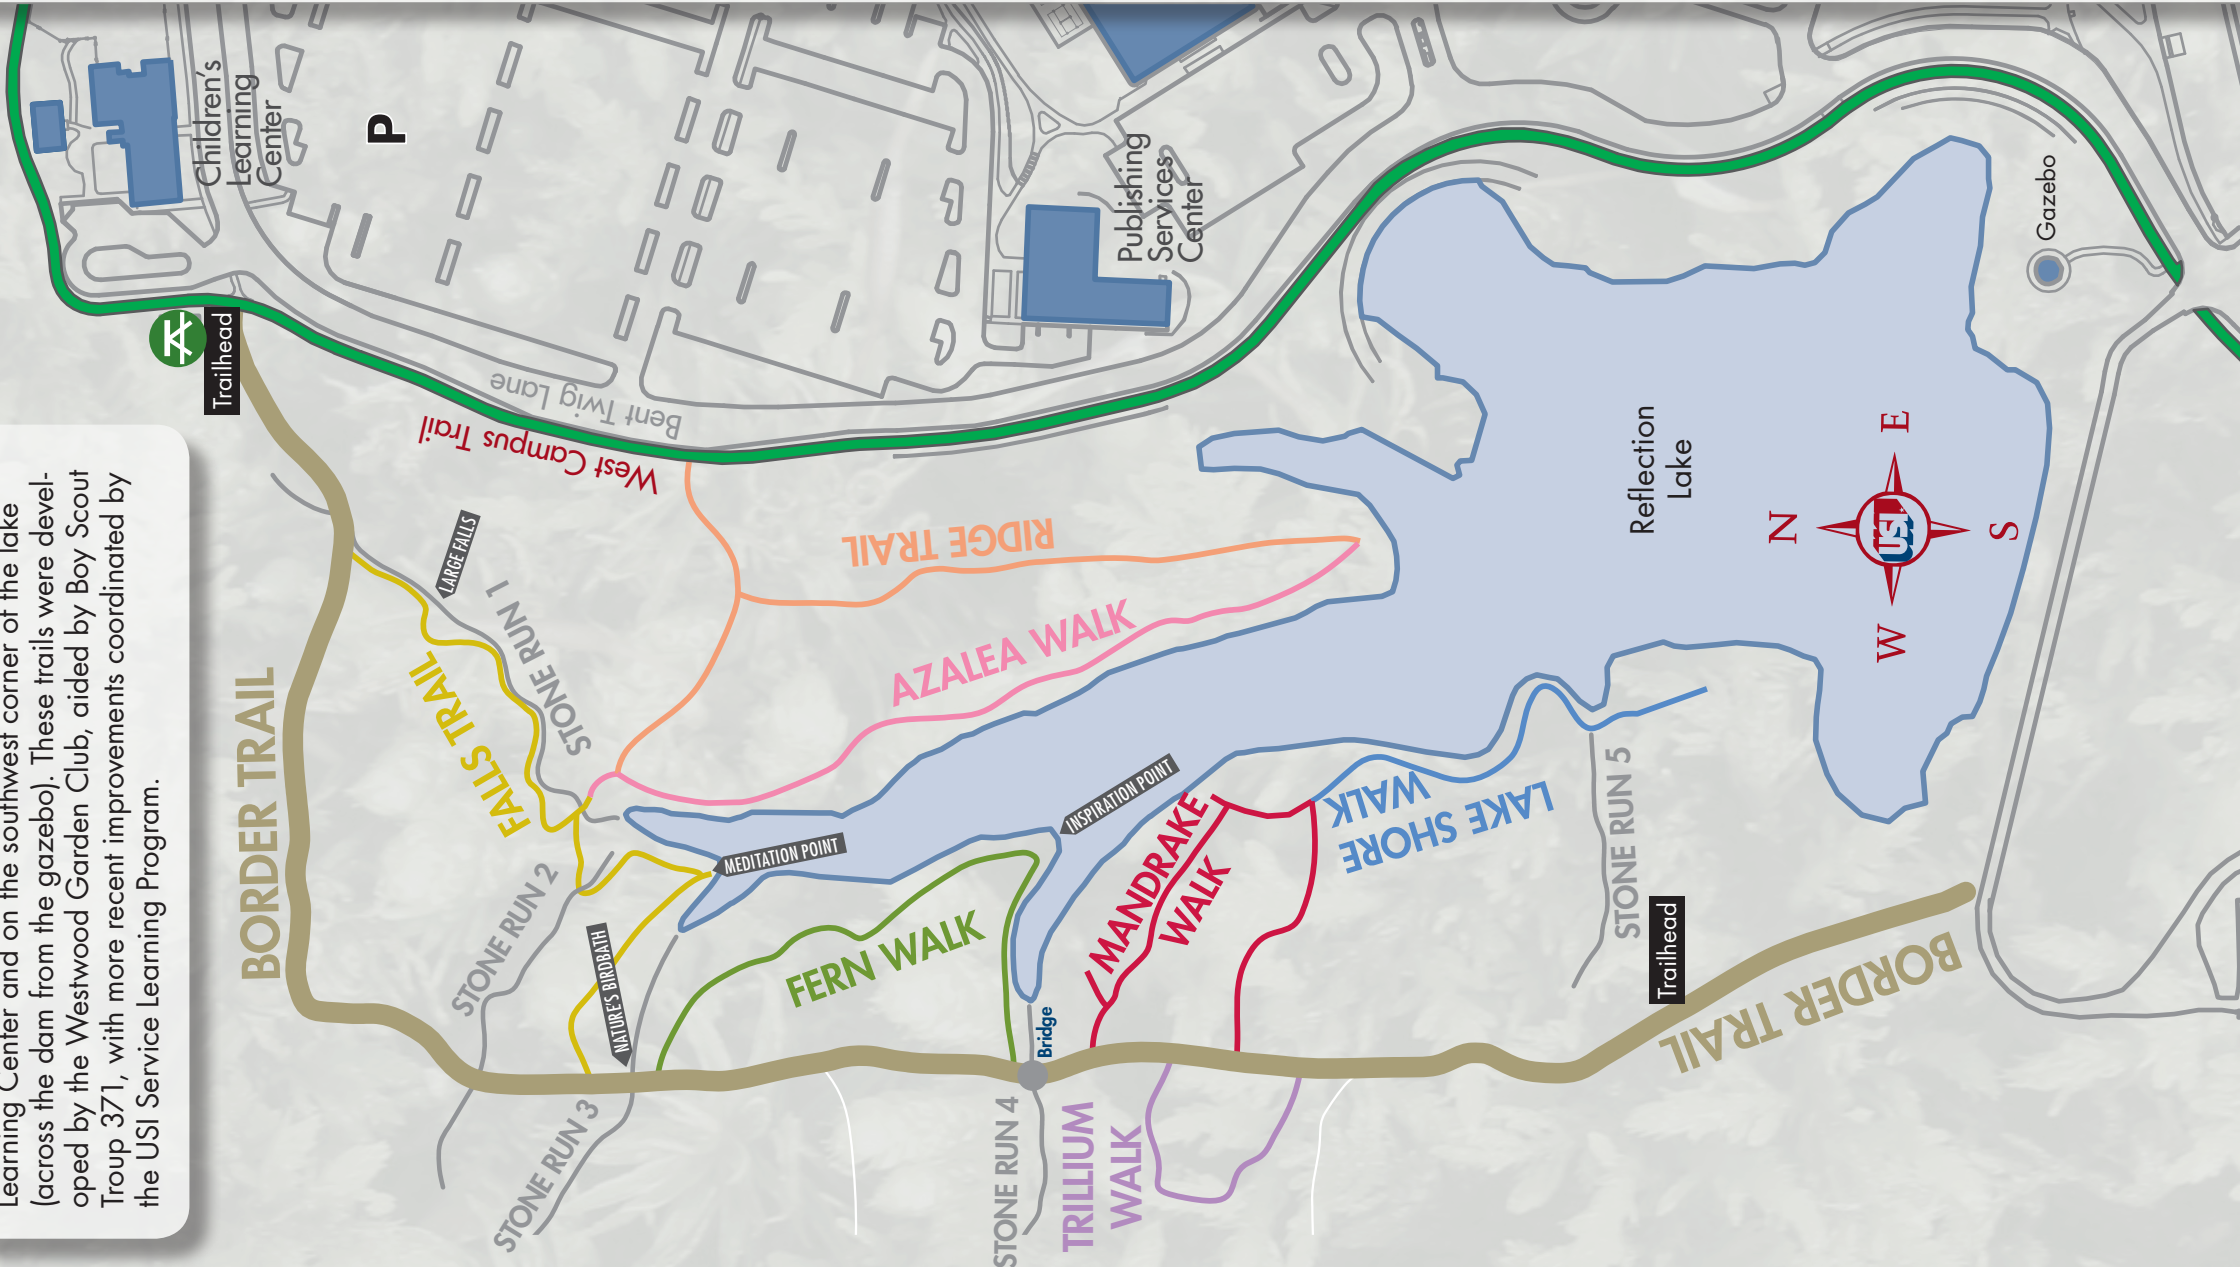 Learning Center and on the southwest corner of the lake
(across the dam from the gazebo). These trails were devel-
oped by the Westwood Garden Club, aided by Boy Scout
Troup 371, with more recent improvements coordinated by
the USI Service Learning Program.
Children's
Learning
Center
P
Trailhead
Bent Twig Lane
West Campus Trail
Publishing
Services
Center
Gazebo
Reflection
Lake
N
E
S
W
USI
BORDER TRAIL
FALLS TRAIL
LARGE FALLS
STONE RUN 1
RIDGE TRAIL
AZALEA WALK
STONE RUN 2
MEDITATION POINT
INSPIRATION POINT
NATURE'S BIRDBATH
FERN WALK
MANDRAKE
WALK
LAKE SHORE
WALK
STONE RUN 5
Trailhead
BORDER TRAIL
Bridge
STONE RUN 3
STONE RUN 4
TRILLIUM
WALK